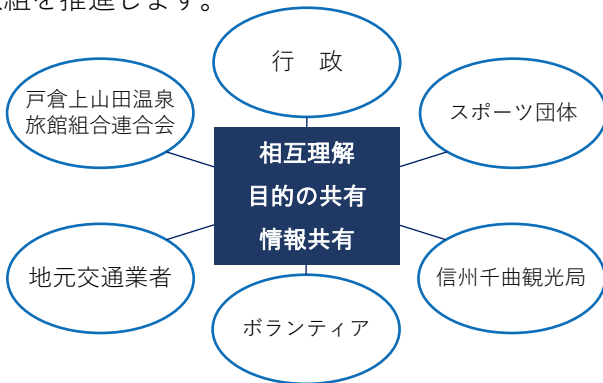 組を推進します。
行　政
戸倉上山田温泉
旅館組合連合会
スポーツ団体
相互理解
目的の共有
情報共有
地元交通業者
信州千曲観光局
ボランティア